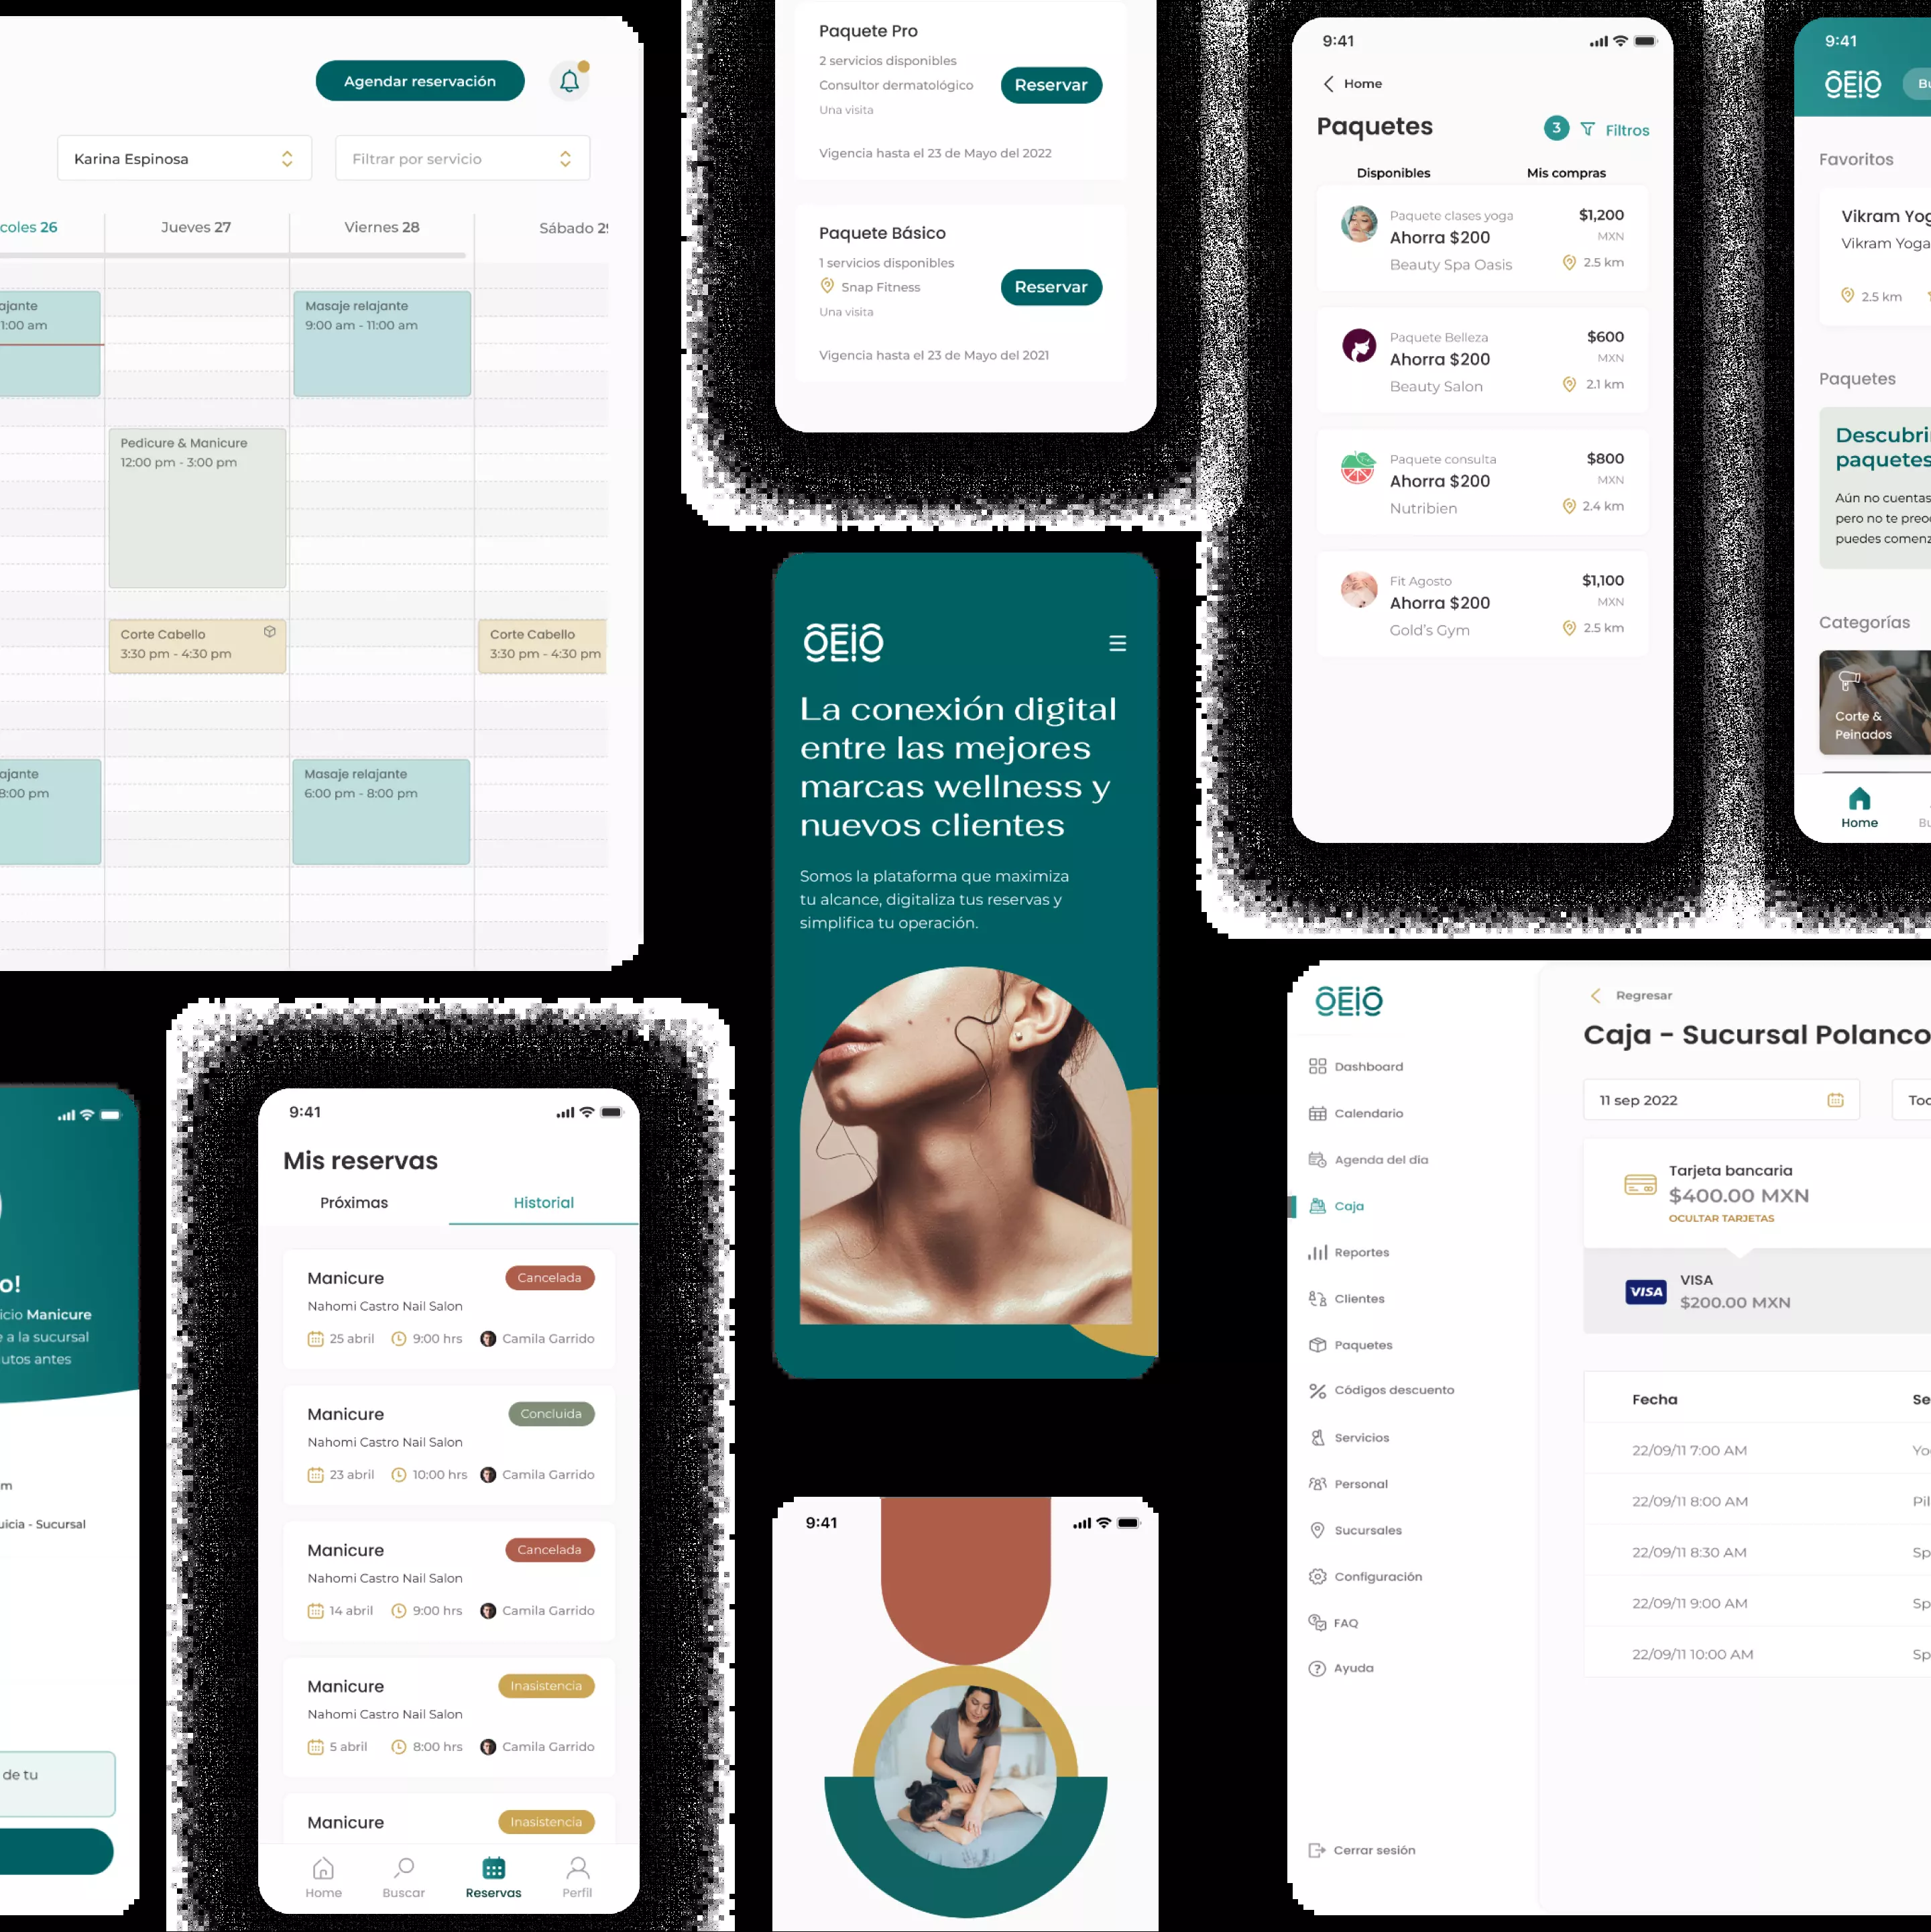 Agendar reservación
Karina Espinosa
Filtrar por servicio
coles 26
Jueves 27
Viernes 28
Sábado 29
ajante
1:00 am
Masaje relajante
9:00 am - 11:00 am
Pedicure & Manicure
12:00 pm - 3:00 pm
Corte Cabello
3:30 pm - 4:30 pm
Corte Cabello
3:30 pm - 4:30 pm
ajante
8:00 pm
Masaje relajante
6:00 pm - 8:00 pm
Paquete Pro
2 servicios disponibles
Consultor dermatológico
Una visita
Reservar
Vigencia hasta el 23 de Mayo del 2022
Paquete Básico
1 servicios disponibles
Snap Fitness
Una visita
Reservar
Vigencia hasta el 23 de Mayo del 2021
9:41
Home
Paquetes
3
Filtros
Disponibles
Mis compras
Paquete clases yoga
Ahorra $200
Beauty Spa Oasis
$1,200
MXN
2.5 km
Paquete Belleza
Ahorra $200
Beauty Salon
$600
MXN
2.1 km
Paquete consulta
Ahorra $200
Nutribien
$800
MXN
2.4 km
Fit Agosto
Ahorra $200
Gold's Gym
$1,100
MXN
2.5 km
9:41
OEIO
Bu
Favoritos
Vikram Yog
Vikram Yoga
2.5 km
Paquetes
Descubri
paquetes
Aún no cuentas
pero no te preo
puedes comenz
Categorías
Corte &
Peinados
Home
Bu
OEIO
La conexión digital
entre las mejores
marcas wellness y
nuevos clientes
Somos la plataforma que maximiza
tu alcance, digitaliza tus reservas y
simplifica tu operación.
o!
icio Manicure
e a la sucursal
utos antes
m
uicia - Sucursal
de tu
9:41
Mis reservas
Próximas
Historial
Manicure
Cancelada
Nahomi Castro Nail Salon
25 abril
9:00 hrs
Camila Garrido
Manicure
Concluida
Nahomi Castro Nail Salon
23 abril
10:00 hrs
Camila Garrido
Manicure
Cancelada
Nahomi Castro Nail Salon
14 abril
9:00 hrs
Camila Garrido
Manicure
Inasistencia
Nahomi Castro Nail Salon
5 abril
8:00 hrs
Camila Garrido
Manicure
Inasistencia
Home
Buscar
Reservas
Perfil
9:41
OEIO
Dashboard
Calendario
Agenda del día
Caja
Reportes
Clientes
Paquetes
Códigos descuento
Servicios
Personal
Sucursales
Configuración
FAQ
Ayuda
Cerrar sesión
Regresar
Caja - Sucursal Polanco
11 sep 2022
Toc
Tarjeta bancaria
$400.00 MXN
OCULTAR TARJETAS
VISA
VISA
$200.00 MXN
Fecha
Se
22/09/11 7:00 AM
Yo
22/09/11 8:00 AM
Pil
22/09/11 8:30 AM
Sp
22/09/11 9:00 AM
Sp
22/09/11 10:00 AM
Sp